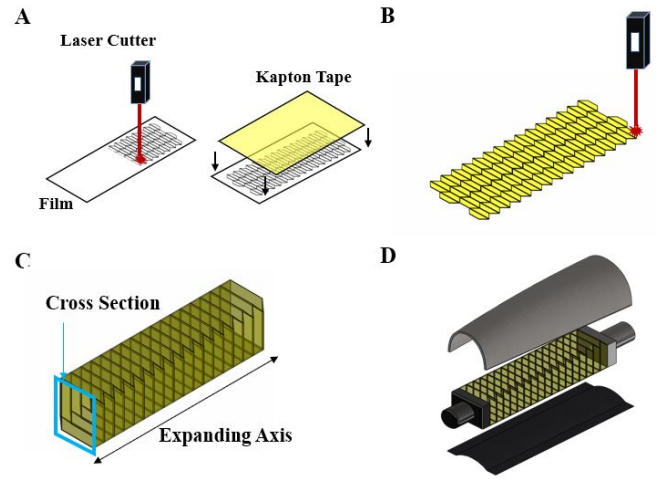 A
Laser Cutter
Kapton Tape
Film
B
C
Cross Section
Expanding Axis
D